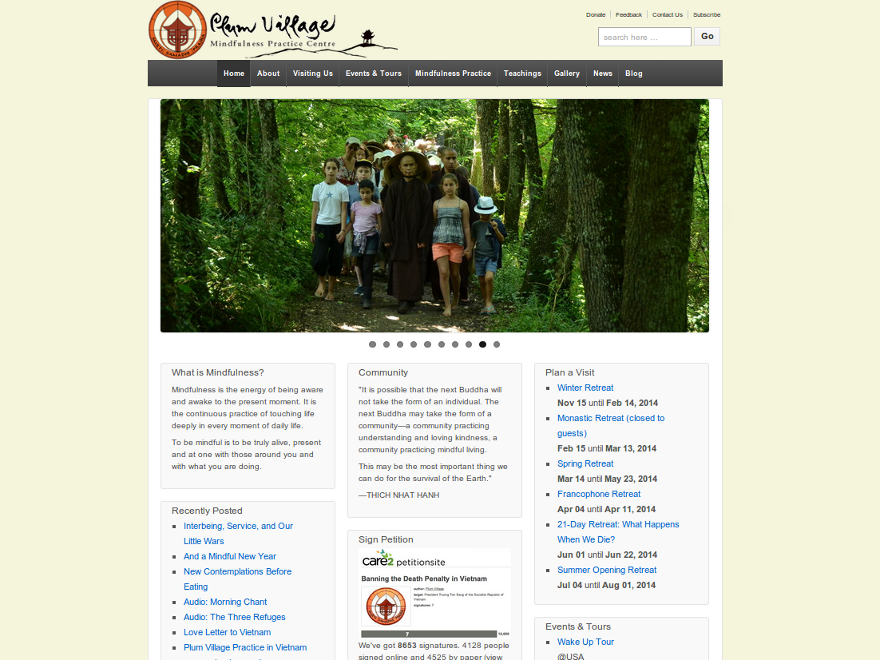 Plum Village
Mindfulness Practice Centre
Donate
Feedback
Contact Us
Subscribe
search here ...
Go
Home
About
Visiting Us
Events & Tours
Mindfulness Practice
Teachings
Gallery
News
Blog
What is Mindfulness?
Mindfulness is the energy of being aware
and awake to the present moment. It is
the continuous practice of touching life
deeply in every moment of daily life.
To be mindful is to be truly alive, present
and at one with those around you and
with what you are doing.
Recently Posted
Interbeing, Service, and Our
Little Wars
And a Mindful New Year
New Contemplations Before
Eating
Audio: Morning Chant
Audio: The Three Refuges
Love Letter to Vietnam
Plum Village Practice in Vietnam
Community
"It is possible that the next Buddha will
not take the form of an individual. The
next Buddha may take the form of a
community—a community practicing
understanding and loving kindness, a
community practicing mindful living.
This may be the most important thing we
can do for the survival of the Earth."
—THICH NHAT HANH
Sign Petition
care2 petitionsite
Banning the Death Penalty in Vietnam
author: Plum Village
We've got 8653 signatures. 4128 people
signed online and 4525 by paper (view
Plan a Visit
Winter Retreat
Nov 15 until Feb 14, 2014
Monastic Retreat (closed to
guests)
Feb 15 until Mar 13, 2014
Spring Retreat
Mar 14 until May 23, 2014
Francophone Retreat
Apr 04 until Apr 11, 2014
21-Day Retreat: What Happens
When We Die?
Jun 01 until Jun 22, 2014
Summer Opening Retreat
Jul 04 until Aug 01, 2014
Events & Tours
Wake Up Tour
@USA